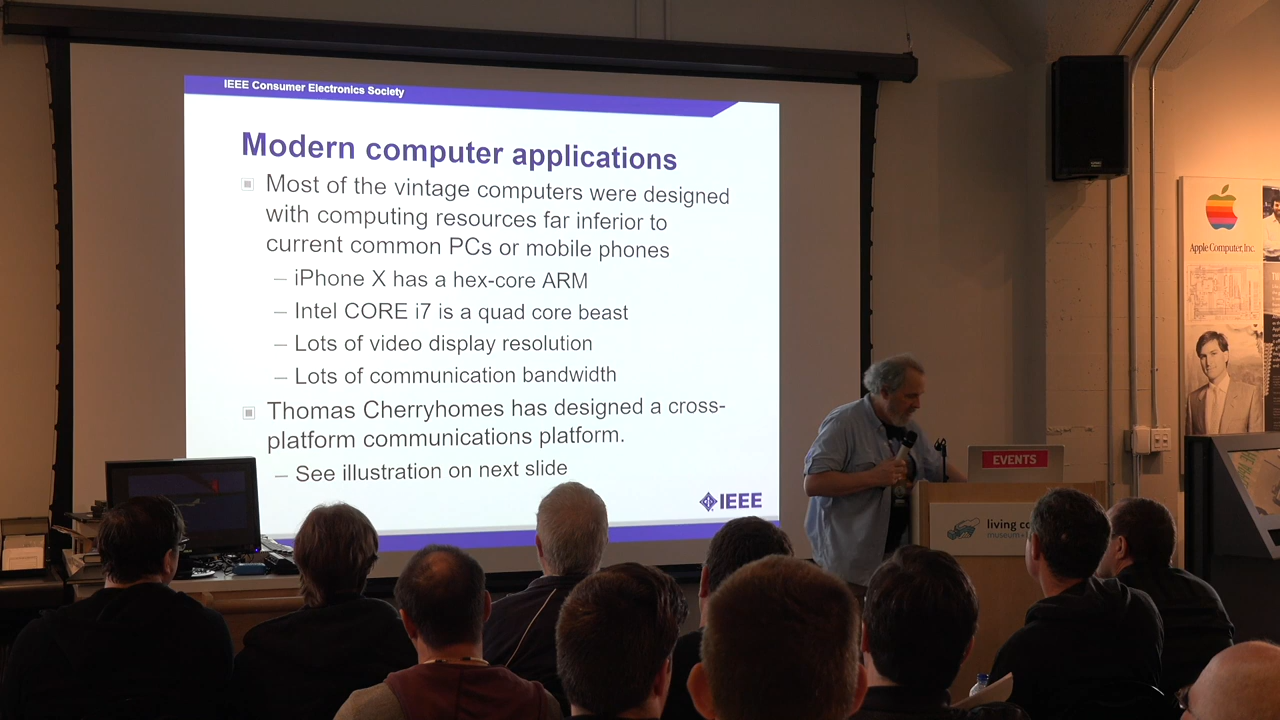 IEEE Consumer Electronics Society
Modern computer applications
Most of the vintage computers were designed
with computing resources far inferior to
current common PCs or mobile phones
– iPhone X has a hex-core ARM
– Intel CORE i7 is a quad core beast
– Lots of video display resolution
– Lots of communication bandwidth
Thomas Cherryhomes has designed a cross-
platform communications platform.
– See illustration on next slide
IEEE
EVENTS
living co
museum
Apple Computer, Inc.